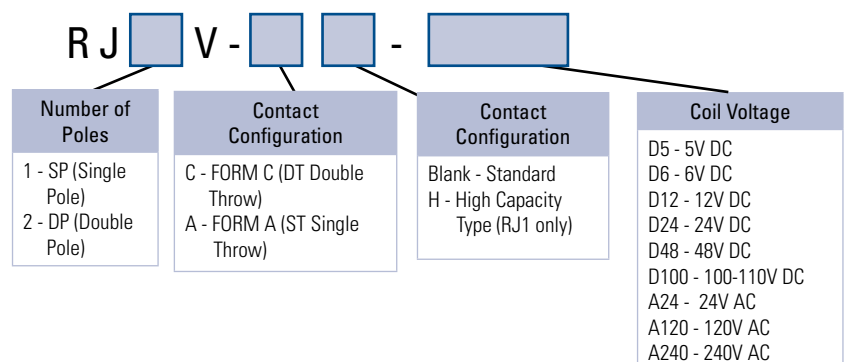 RJ V - -
Number of
Poles
1 - SP (Single
Pole)
2 - DP (Double
Pole)
Contact
Configuration
C - FORM C (DT Double
Throw)
A - FORM A (ST Single
Throw)
Contact
Configuration
Blank - Standard
H - High Capacity
Type (RJ1 only)
Coil Voltage
D5 - 5V DC
D6 - 6V DC
D12 - 12V DC
D24 - 24V DC
D48 - 48V DC
D100 - 100-110V DC
A24 - 24V AC
A120 - 120V AC
A240 - 240V AC